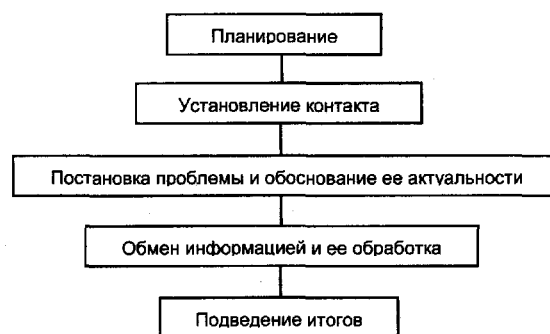 Планирование
Установление контакта
Постановка проблемы и обоснование ее актуальности
Обмен информацией и ее обработка
Подведение итогов